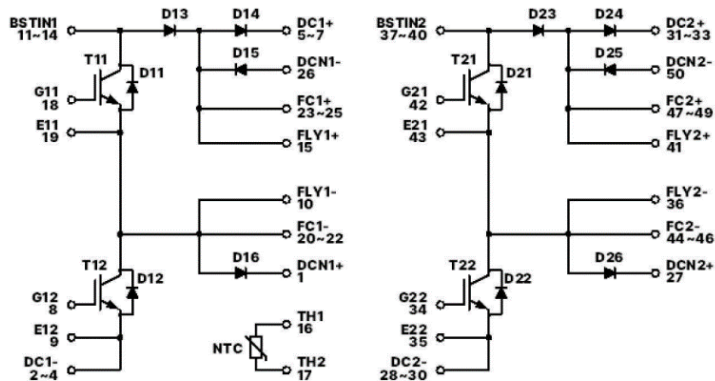 D13
D14
BSTIN1
11~14
DC1+
5~7
D15
DCN1-
26
T11
D11
G11
18
FC1+
23~25
E11
19
FLY1+
15
FLY1-
10
FC1-
20~22
T12
D12
D16
DCN1+
1
G12
8
E12
9
TH1
16
NTC
DC1-
2~4
TH2
17
D23
D24
BSTIN2
37~40
DC2+
31~33
D25
DCN2-
50
T21
D21
G21
42
FC2+
47~49
E21
43
FLY2+
41
FLY2-
36
FC2-
44~46
T22
D22
D26
DCN2+
27
G22
34
E22
35
DC2-
28~30